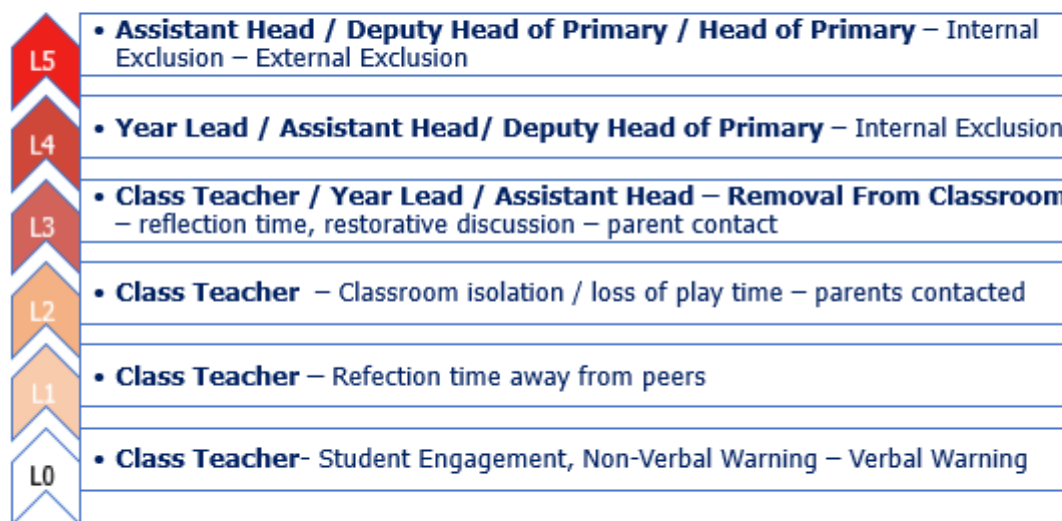 L5
• Assistant Head / Deputy Head of Primary / Head of Primary – Internal
Exclusion – External Exclusion
L4
• Year Lead / Assistant Head/ Deputy Head of Primary – Internal Exclusion
L3
• Class Teacher / Year Lead / Assistant Head – Removal From Classroom
– reflection time, restorative discussion – parent contact
L2
• Class Teacher – Classroom isolation / loss of play time – parents contacted
L1
• Class Teacher – Refection time away from peers
L0
• Class Teacher- Student Engagement, Non-Verbal Warning – Verbal Warning